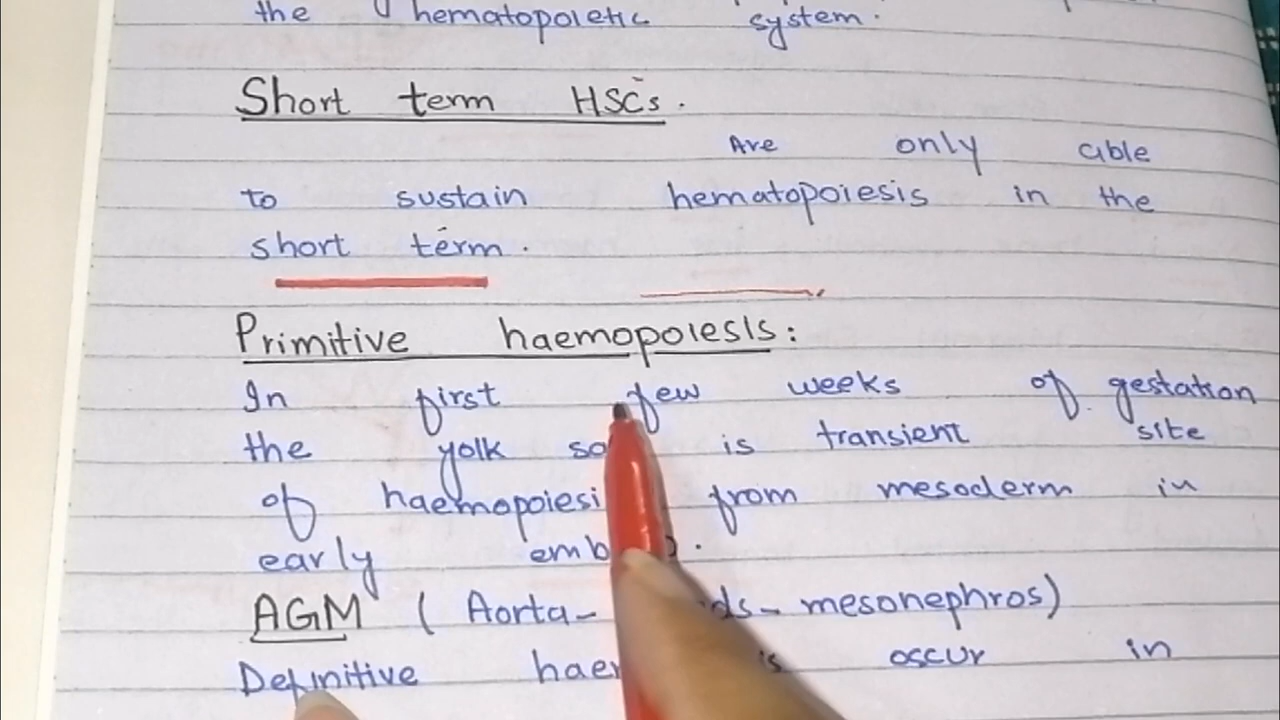 the hematopoietic system.
Short term HSCs.
Are only able
to sustain hematopoiesis in the
short term.
Primitive haemopoiesis:
In first few weeks of gestation
the yolk is transient site
of from mesoderm in
early
AGM ( Aorta- mesonephros)
Definitive occur in